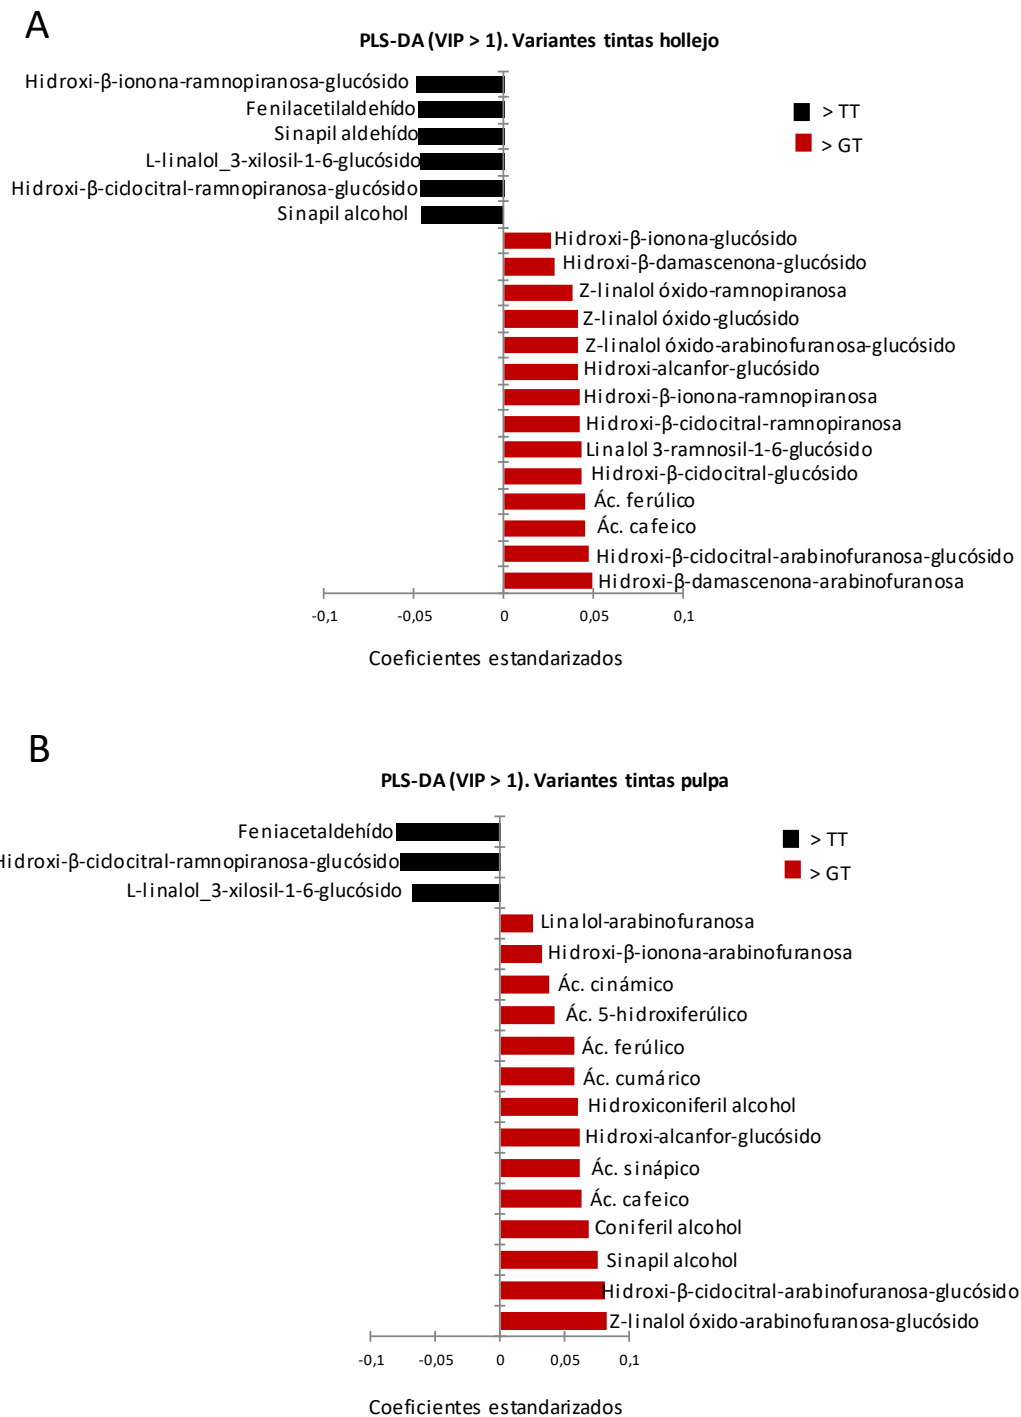 A
PLS-DA (VIP > 1). Variantes tintas hollejo
Hidroxi-β-ionona-ramnopiranosa-glucósido
Fenilacetilaldehído
Sinapil aldehído
L-linalol_3-xilosil-1-6-glucósido
Hidroxi-β-cidocitral-ramnopiranosa-glucósido
Sinapil alcohol
> TT
> GT
Hidroxi-β-ionona-glucósido
Hidroxi-β-damascenona-glucósido
Z-linalol óxido-ramnopiranosa
Z-linalol óxido-glucósido
Z-linalol óxido-arabinofuranosa-glucósido
Hidroxi-alcanfor-glucósido
Hidroxi-β-ionona-ramnopiranosa
Hidroxi-β-cidocitral-ramnopiranosa
Linalol 3-ramnosil-1-6-glucósido
Hidroxi-β-cidocitral-glucósido
Ác. ferúlico
Ác. cafeico
Hidroxi-β-cidocitral-arabinofuranosa-glucósido
Hidroxi-β-damascenona-arabinofuranosa
-0,1 -0,05 0 0,05 0,1
Coeficientes estandarizados
B
PLS-DA (VIP > 1). Variantes tintas pulpa
Feniacetaldehído
Hidroxi-β-cidocitral-ramnopiranosa-glucósido
L-linalol_3-xilosil-1-6-glucósido
> TT
> GT
Linalol-arabinofuranosa
Hidroxi-β-ionona-arabinofuranosa
Ác. cinámico
Ác. 5-hidroxiferúlico
Ác. ferúlico
Ác. cumárico
Hidroxiconiferil alcohol
Hidroxi-alcanfor-glucósido
Ác. sinápico
Ác. cafeico
Coniferil alcohol
Sinapil alcohol
Hidroxi-β-cidocitral-arabinofuranosa-glucósido
Z-linalol óxido-arabinofuranosa-glucósido
-0,1 -0,05 0 0,05 0,1
Coeficientes estandarizados